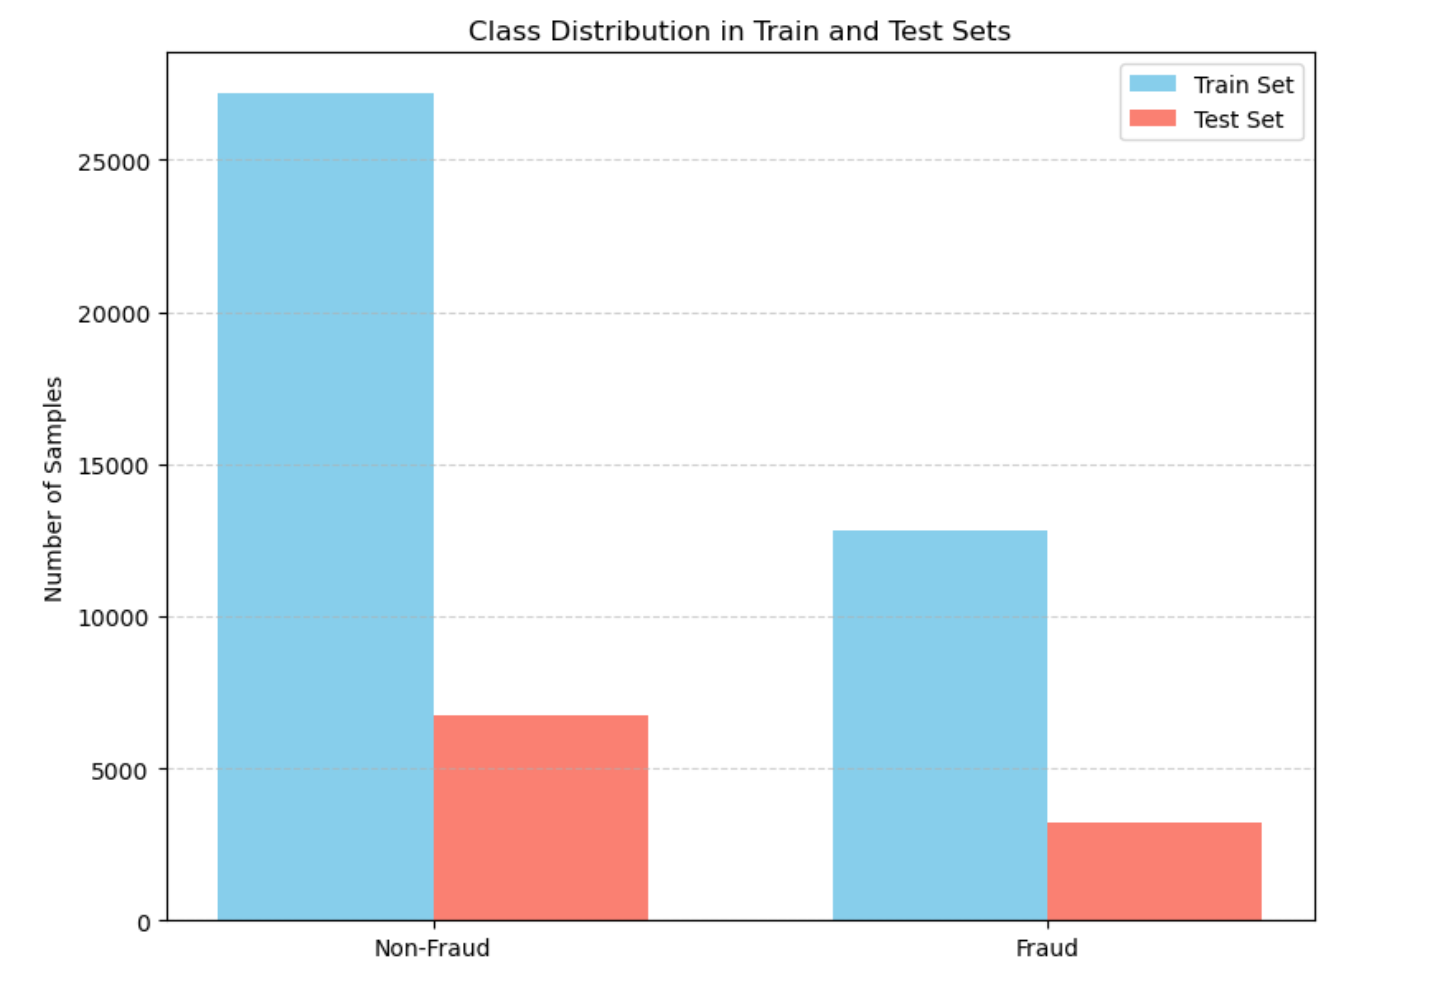 Class Distribution in Train and Test Sets
Train Set
Test Set
25000
20000
15000
10000
5000
0
Number of Samples
Non-Fraud
Fraud